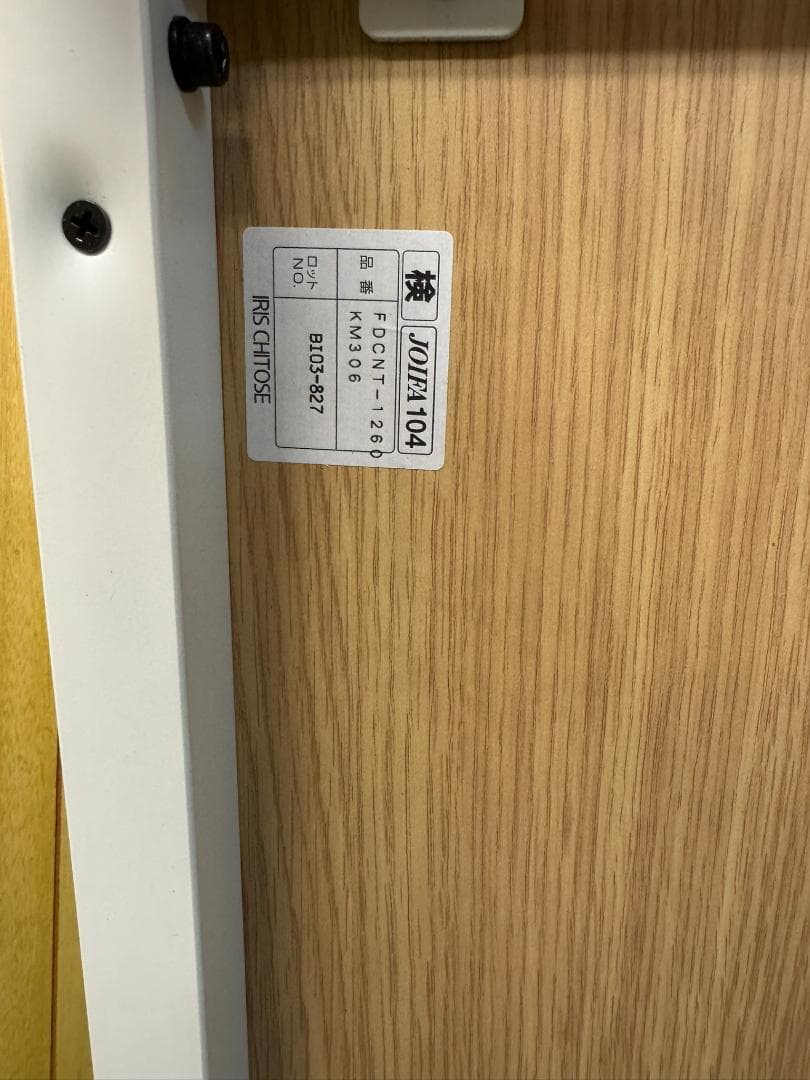 検 JOIFA 104
品番 FDCNT-1260
KM306
ロット NO. BI03-827
IRIS CHITOSE